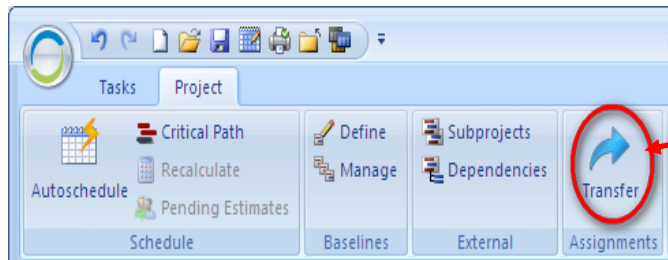 Tasks Project
Critical Path
Recalculate
Autoschedule
Pending Estimates
Schedule
Define
Manage
Baselines
Subprojects
Dependencies
External
Transfer
Assignments